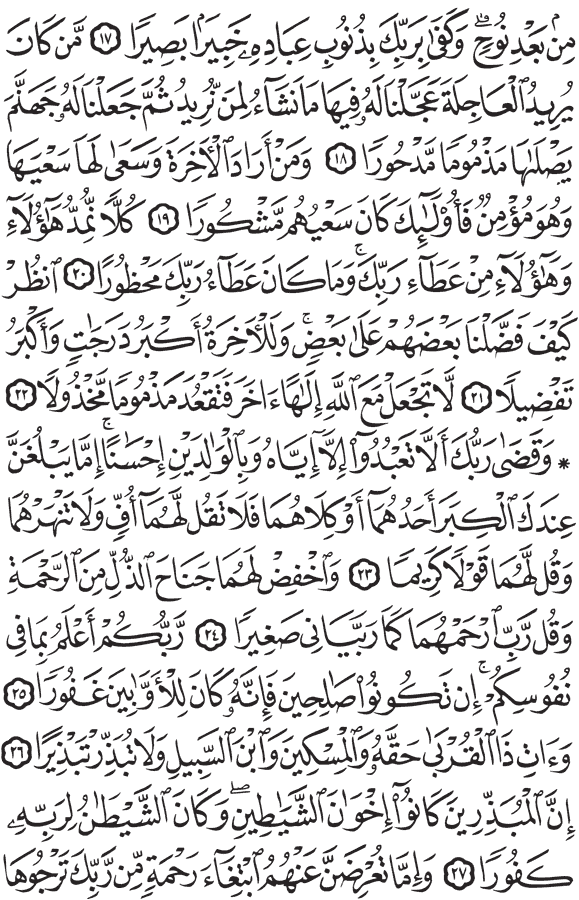 مِنۢ بَعْدِ نُوحٍۗ وَكَفَىٰ بِرَبِّكَ بِذُنُوبِ عِبَادِهِۦ خَبِيرَۢا بَصِيرٗا ١٧ مَّن كَانَ
يُرِيدُ ٱلْعَاجِلَةَ عَجَّلْنَا لَهُۥ فِيهَا مَا نَشَآءُ لِمَن نُّرِيدُ ثُمَّ جَعَلْنَا لَهُۥ جَهَنَّمَ
يَصْلَىٰهَا مَذْمُومٗا مَّدْحُورٗا ١٨ وَمَنْ أَرَادَ ٱلْأٓخِرَةَ وَسَعَىٰ لَهَا سَعْيَهَا
وَهُوَ مُؤْمِنٞ فَأُوْلَٰٓئِكَ كَانَ سَعْيُهُم مَّشْكُورٗا ١٩ كُلّٗا نُّمِدُّ هَٰٓؤُلَآءِ
وَهَٰٓؤُلَآءِ مِنْ عَطَآءِ رَبِّكَۚ وَمَا كَانَ عَطَآءُ رَبِّكَ مَحْظُورًا ٢٠ ٱنظُرْ
كَيْفَ فَضَّلْنَا بَعْضَهُمْ عَلَىٰ بَعْضٖۚ وَلَلْأٓخِرَةُ أَكْبَرُ دَرَجَٰتٖ وَأَكْبَرُ
تَفْضِيلٗا ٢١ لَّا تَجْعَلْ مَعَ ٱللَّهِ إِلَٰهًا ءَاخَرَ فَتَقْعُدَ مَذْمُومٗا مَّخْذُولٗا ٢٢
* وَقَضَىٰ رَبُّكَ أَلَّا تَعْبُدُوٓاْ إِلَّآ إِيَّاهُ وَبِٱلْوَٰلِدَيْنِ إِحْسَٰنًاۚ إِمَّا يَبْلُغَنَّ
عِندَكَ ٱلْكِبَرَ أَحَدُهُمَآ أَوْ كِلَاهُمَا فَلَا تَقُل لَّهُمَآ أُفّٖ وَلَا تَنْهَرْهُمَا
وَقُل لَّهُمَا قَوْلٗا كَرِيمٗا ٢٣ وَٱخْفِضْ لَهُمَا جَنَاحَ ٱلذُّلِّ مِنَ ٱلرَّحْمَةِ
وَقُل رَّبِّ ٱرْحَمْهُمَا كَمَا رَبَّيَانِي صَغِيرٗا ٢٤ رَّبُّكُمْ أَعْلَمُ بِمَا فِي
نُفُوسِكُمْۚ إِن تَكُونُواْ صَٰلِحِينَ فَإِنَّهُۥ كَانَ لِلْأَوَّٰبِينَ غَفُورٗا ٢٥
وَءَاتِ ذَا ٱلْقُرْبَىٰ حَقَّهُۥ وَٱلْمِسْكِينَ وَٱبْنَ ٱلسَّبِيلِ وَلَا تُبَذِّرْ تَبْذِيرًا ٢٦
إِنَّ ٱلْمُبَذِّرِينَ كَانُوٓاْ إِخْوَٰنَ ٱلشَّيَٰطِينِۖ وَكَانَ ٱلشَّيْطَٰنُ لِرَبِّهِۦ
كَفُورٗا ٢٧ وَإِمَّا تُعْرِضَنَّ عَنْهُمُ ٱبْتِغَآءَ رَحْمَةٖ مِّن رَّبِّكَ تَرْجُوهَا